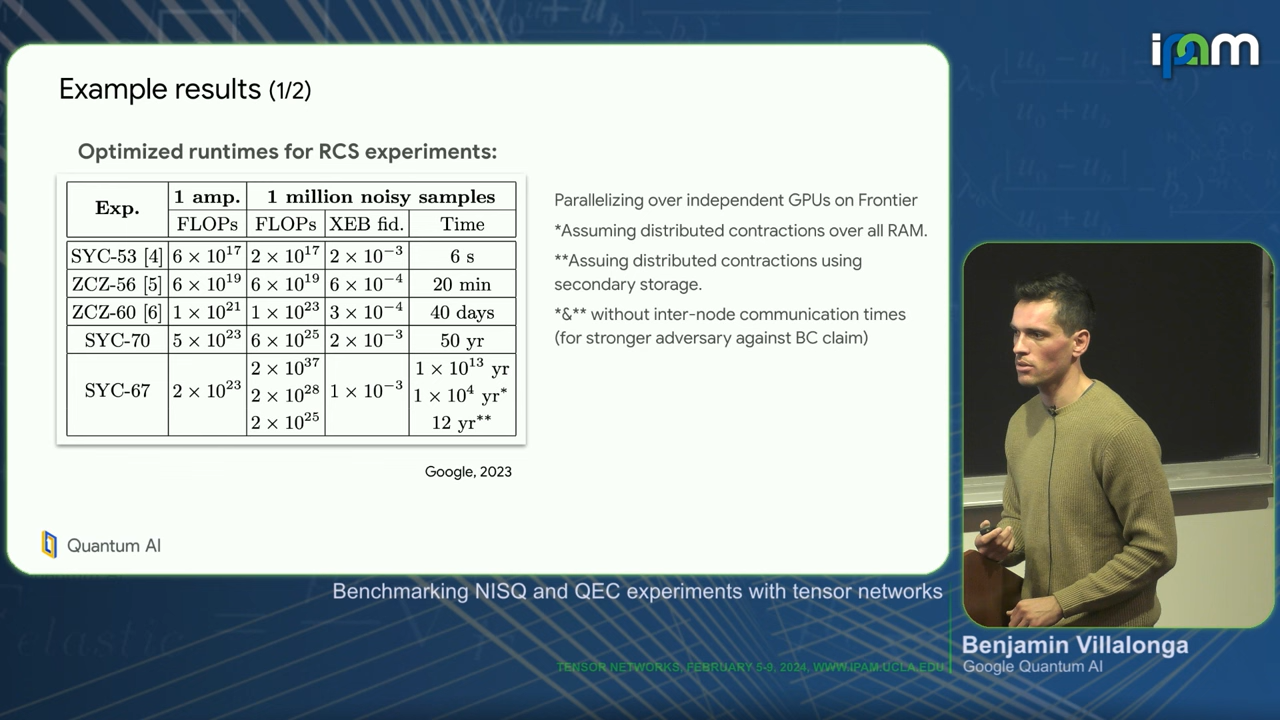 ipam
Example results (1/2)
Optimized runtimes for RCS experiments:
Exp. 1 amp. 1 million noisy samples
FLOPs FLOPs XEB fid. Time
SYC-53 [4] 6 × 10^17 2 × 10^17 2 × 10^−3 6 s
ZCZ-56 [5] 6 × 10^19 6 × 10^19 6 × 10^−4 20 min
ZCZ-60 [6] 1 × 10^21 1 × 10^23 3 × 10^−4 40 days
SYC-70 5 × 10^23 6 × 10^25 2 × 10^−3 50 yr
2 × 10^37 1 × 10^13 yr
SYC-67 2 × 10^23 2 × 10^28 1 × 10^−3 1 × 10^4 yr*
2 × 10^25 12 yr**
Google, 2023
Parallelizing over independent GPUs on Frontier
*Assuming distributed contractions over all RAM.
**Assuing distributed contractions using
secondary storage.
*&** without inter-node communication times
(for stronger adversary against BC claim)
Quantum AI
Benchmarking NISQ and QEC experiments with tensor networks
Benjamin Villalonga
Google Quantum AI
TENSOR NETWORKS, FEBRUARY 5-9, 2024, WWW.IPAM.UCLA.EDU
elastic